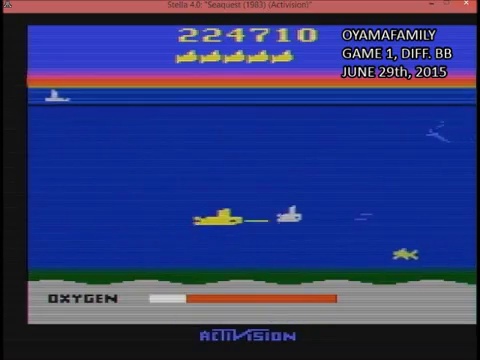 Stella 4.0: "Seaquest (1983) (Activision)"
224710
OYAMAFAMILY
GAME 1, DIFF. BB
JUNE 29th, 2015
OXYGEN
ACTIVISION